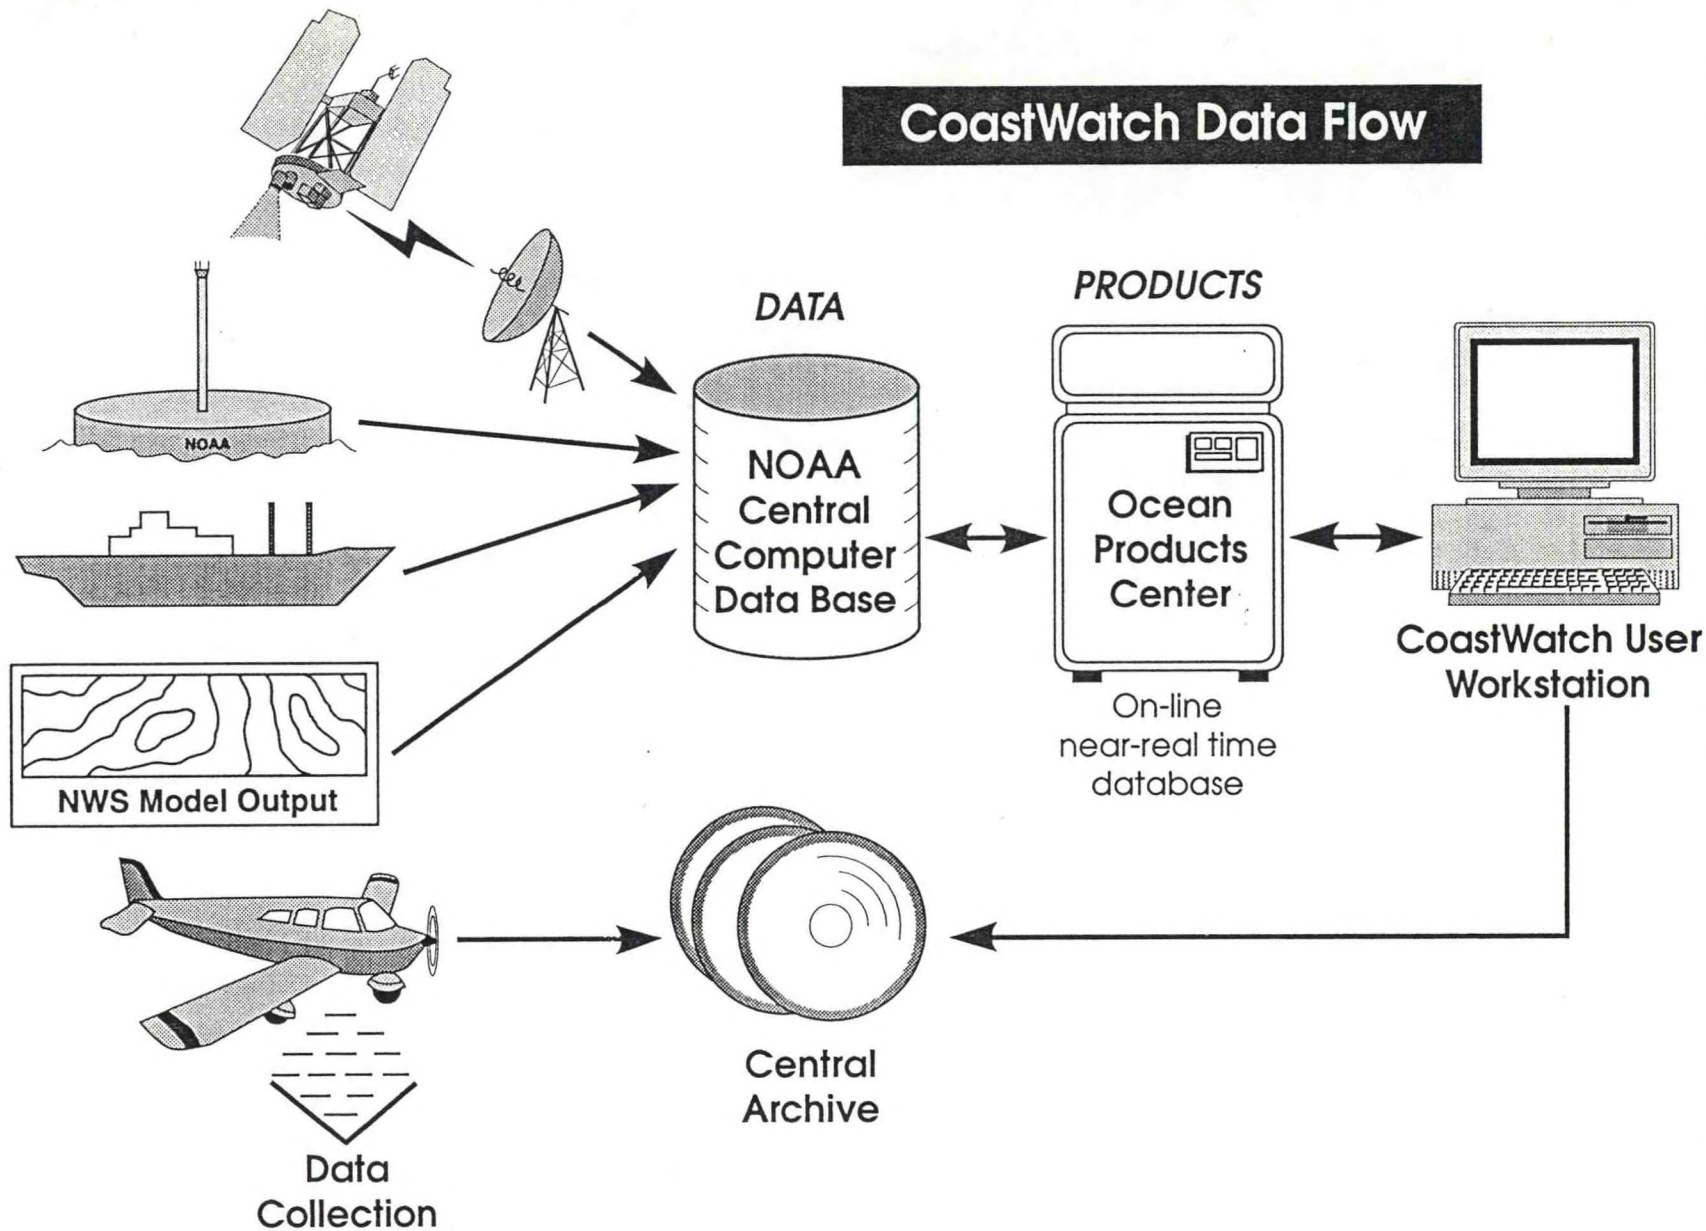 CoastWatch Data Flow
DATA
PRODUCTS
NOAA
NOAA
Central
Computer
Data Base
Ocean
Products
Center
On-line
near-real time
database
CoastWatch User
Workstation
NWS Model Output
Central
Archive
Data
Collection